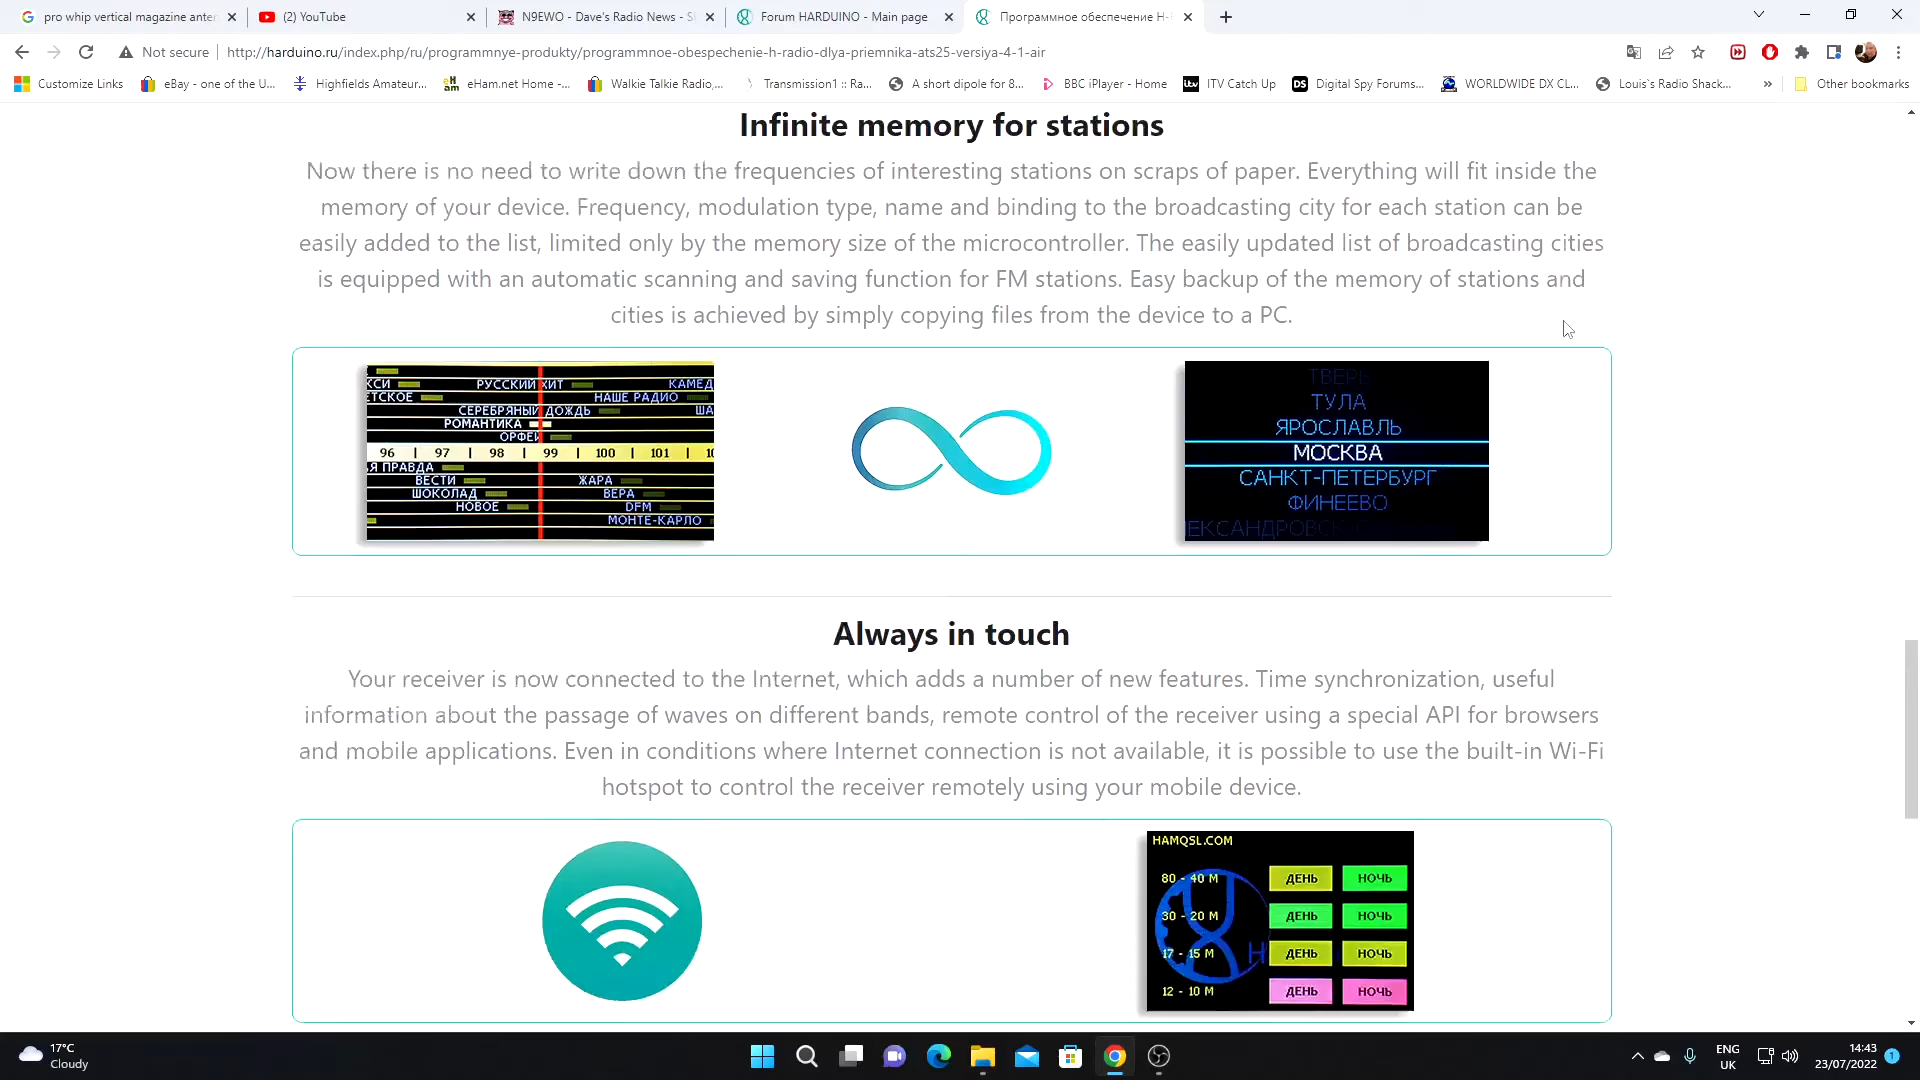 pro whip vertical magazine anter
(2) YouTube
N9EWO - Dave's Radio News - S
Forum HARDUINO - Main page
Программное обеспечение H-
Not secure
http://harduino.ru/index.php/ru/programmnye-produkty/programmnoe-obespechenie-h-radio-dlya-priemnika-ats25-versiya-4-1-air
Customize Links
eBay - one of the U...
Highfields Amateur...
eHam.net Home -...
Walkie Talkie Radio,...
Transmission1 :: Ra...
A short dipole for 8...
BBC iPlayer - Home
ITV Catch Up
Digital Spy Forums...
WORLDWIDE DX CL...
Louis`s Radio Shack...
Other bookmarks
Infinite memory for stations
Now there is no need to write down the frequencies of interesting stations on scraps of paper. Everything will fit inside the
memory of your device. Frequency, modulation type, name and binding to the broadcasting city for each station can be
easily added to the list, limited only by the memory size of the microcontroller. The easily updated list of broadcasting cities
is equipped with an automatic scanning and saving function for FM stations. Easy backup of the memory of stations and
cities is achieved by simply copying files from the device to a PC.
КСИ РУССКИЙ ХИТ КАМЕД
ЕТСКОЕ НАШЕ РАДИО
СЕРЕБРЯНЫЙ ДОЖДЬ ША
РОМАНТИКА
ОРФЕЙ
96 | 97 | 98 | 99 | 100 | 101 | 10
Я ПРАВДА
ВЕСТИ ЖАРА
ШОКОЛАД ВЕРА
НОВОЕ DFM
МОНТЕ-КАРЛО
ТВЕРЬ
ТУЛА
ЯРОСЛАВЛЬ
МОСКВА
САНКТ-ПЕТЕРБУРГ
ФИНЕЕВО
ЕКСАНДРОВСК
Always in touch
Your receiver is now connected to the Internet, which adds a number of new features. Time synchronization, useful
information about the passage of waves on different bands, remote control of the receiver using a special API for browsers
and mobile applications. Even in conditions where Internet connection is not available, it is possible to use the built-in Wi-Fi
hotspot to control the receiver remotely using your mobile device.
HAMQSL.COM
80 - 40 M ДЕНЬ НОЧЬ
30 - 20 M ДЕНЬ НОЧЬ
17 - 15 M ДЕНЬ НОЧЬ
12 - 10 M ДЕНЬ НОЧЬ
17°C
Cloudy
ENG
UK
14:43
23/07/2022
1